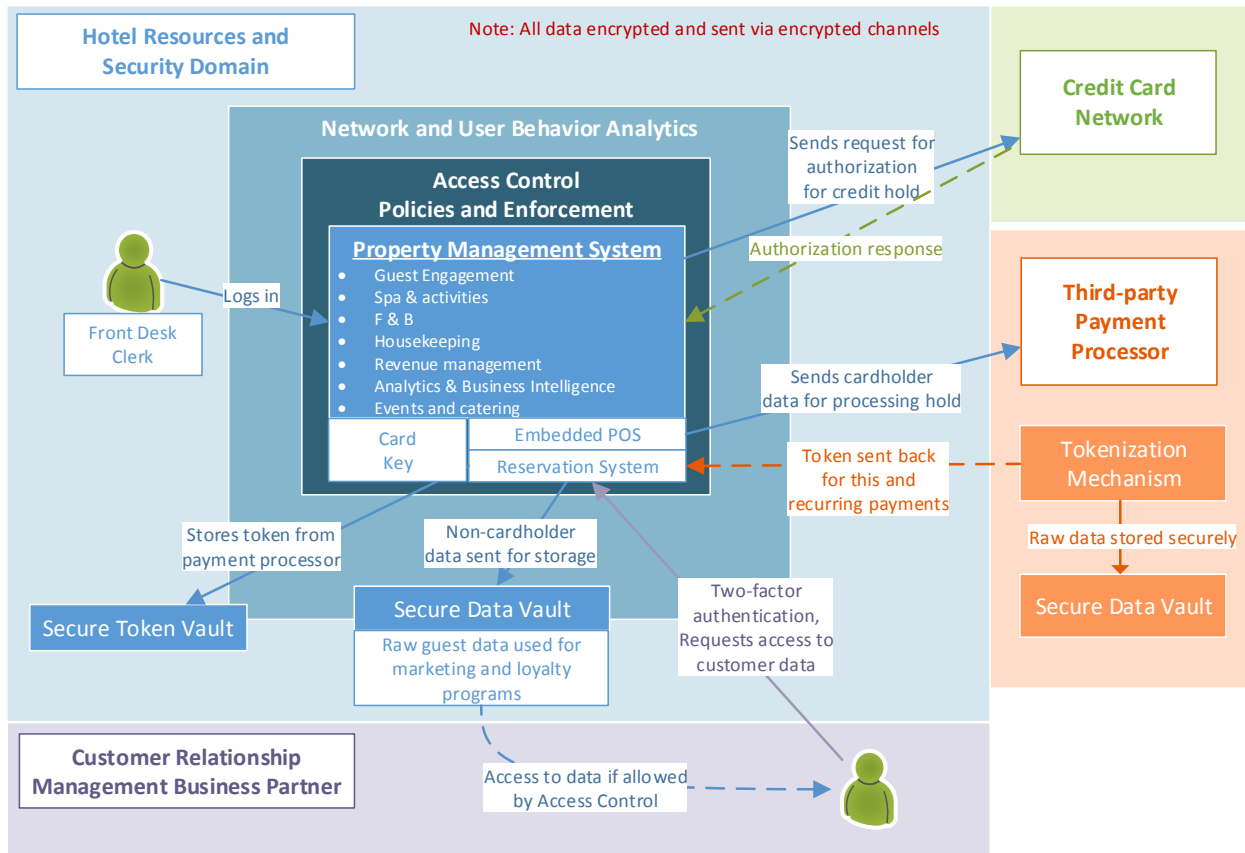 Hotel Resources and
Security Domain
Note: All data encrypted and sent via encrypted channels
Credit Card
Network
Network and User Behavior Analytics
Sends request for
authorization
for credit hold
Access Control
Policies and Enforcement
Property Management System
• Guest Engagement
• Spa & activities
• F & B
• Housekeeping
• Revenue management
• Analytics & Business Intelligence
• Events and catering
Authorization response
Logs in
Front Desk
Clerk
Third-party
Payment
Processor
Sends cardholder
data for processing hold
Card
Key
Embedded POS
Reservation System
Token sent back
for this and
recurring payments
Tokenization
Mechanism
Stores token from
payment processor
Non-cardholder
data sent for storage
Raw data stored securely
Secure Token Vault
Secure Data Vault
Raw guest data used for
marketing and loyalty
programs
Two-factor
authentication,
Requests access to
customer data
Secure Data Vault
Customer Relationship
Management Business Partner
Access to data if allowed
by Access Control